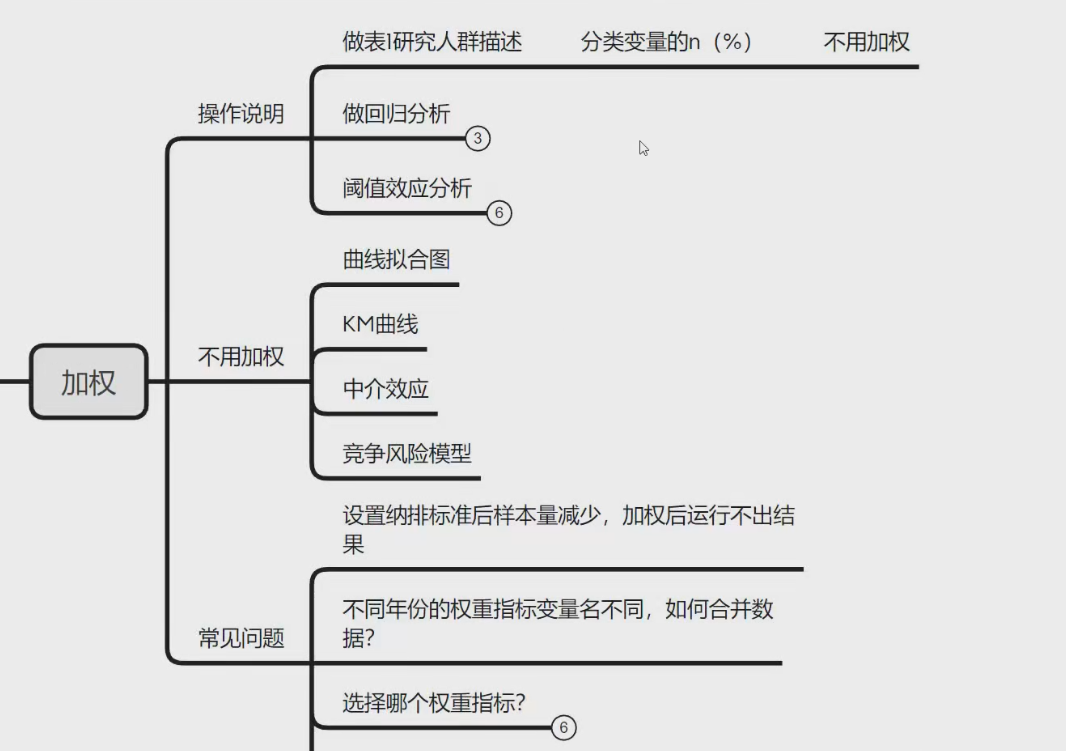 做表1研究人群描述 分类变量的n（%） 不用加权
操作说明
做回归分析
3
阈值效应分析
6
曲线拟合图
KM曲线
不用加权
加权
中介效应
竞争风险模型
设置纳排标准后样本量减少，加权后运行不出结
果
不同年份的权重指标变量名不同，如何合并数
据？
常见问题
选择哪个权重指标？
6